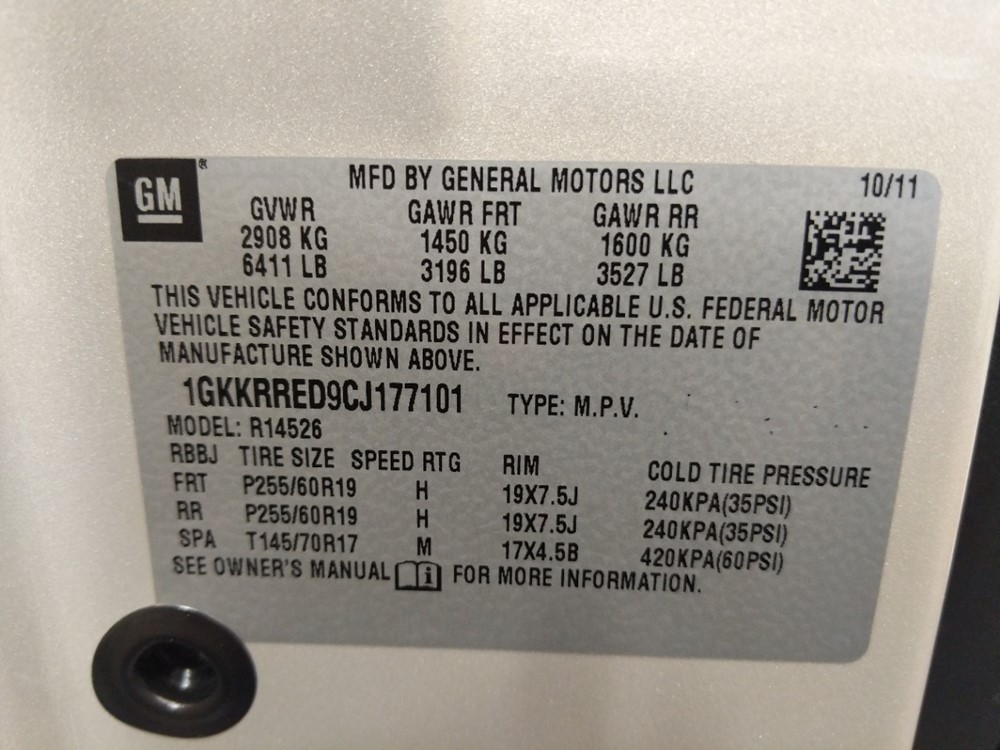 GM ®
MFD BY GENERAL MOTORS LLC 10/11
GVWR GAWR FRT GAWR RR
2908 KG 1450 KG 1600 KG
6411 LB 3196 LB 3527 LB
THIS VEHICLE CONFORMS TO ALL APPLICABLE U.S. FEDERAL MOTOR
VEHICLE SAFETY STANDARDS IN EFFECT ON THE DATE OF
MANUFACTURE SHOWN ABOVE.
1GKKRRED9CJ177101 TYPE: M.P.V.
MODEL: R14526
RBBJ TIRE SIZE SPEED RTG RIM COLD TIRE PRESSURE
FRT P255/60R19 H 19X7.5J 240KPA(35PSI)
RR P255/60R19 H 19X7.5J 240KPA(35PSI)
SPA T145/70R17 M 17X4.5B 420KPA(60PSI)
SEE OWNER'S MANUAL i FOR MORE INFORMATION.